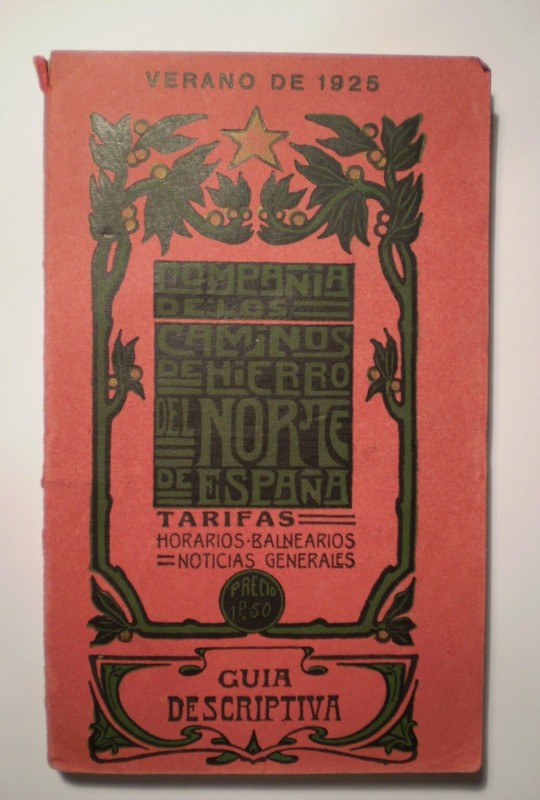 VERANO DE 1925
COMPAÑIA
DE LOS
CAMINOS
DE HIERRO
DEL NORTE
DE ESPAÑA
TARIFAS
HORARIOS-BALNEARIOS
NOTICIAS GENERALES
PRECIO
1P,50
GUIA
DESCRIPTIVA